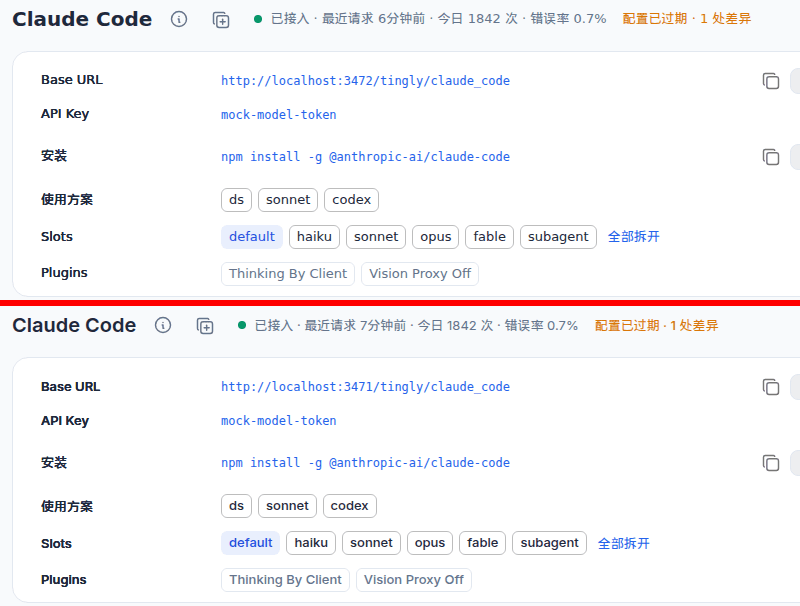 Claude Code 已接入 · 最近请求 6分钟前 · 今日 1842 次 · 错误率 0.7% 配置已过期 · 1 处差异
Base URL http://localhost:3472/tingly/claude_code
API Key mock-model-token
安装 npm install -g @anthropic-ai/claude-code
使用方案 ds sonnet codex
Slots default haiku sonnet opus fable subagent 全部拆开
Plugins Thinking By Client Vision Proxy Off
Claude Code 已接入 · 最近请求 7分钟前 · 今日 1842 次 · 错误率 0.7% 配置已过期 · 1 处差异
Base URL http://localhost:3471/tingly/claude_code
API Key mock-model-token
安装 npm install -g @anthropic-ai/claude-code
使用方案 ds sonnet codex
Slots default haiku sonnet opus fable subagent 全部拆开
Plugins Thinking By Client Vision Proxy Off